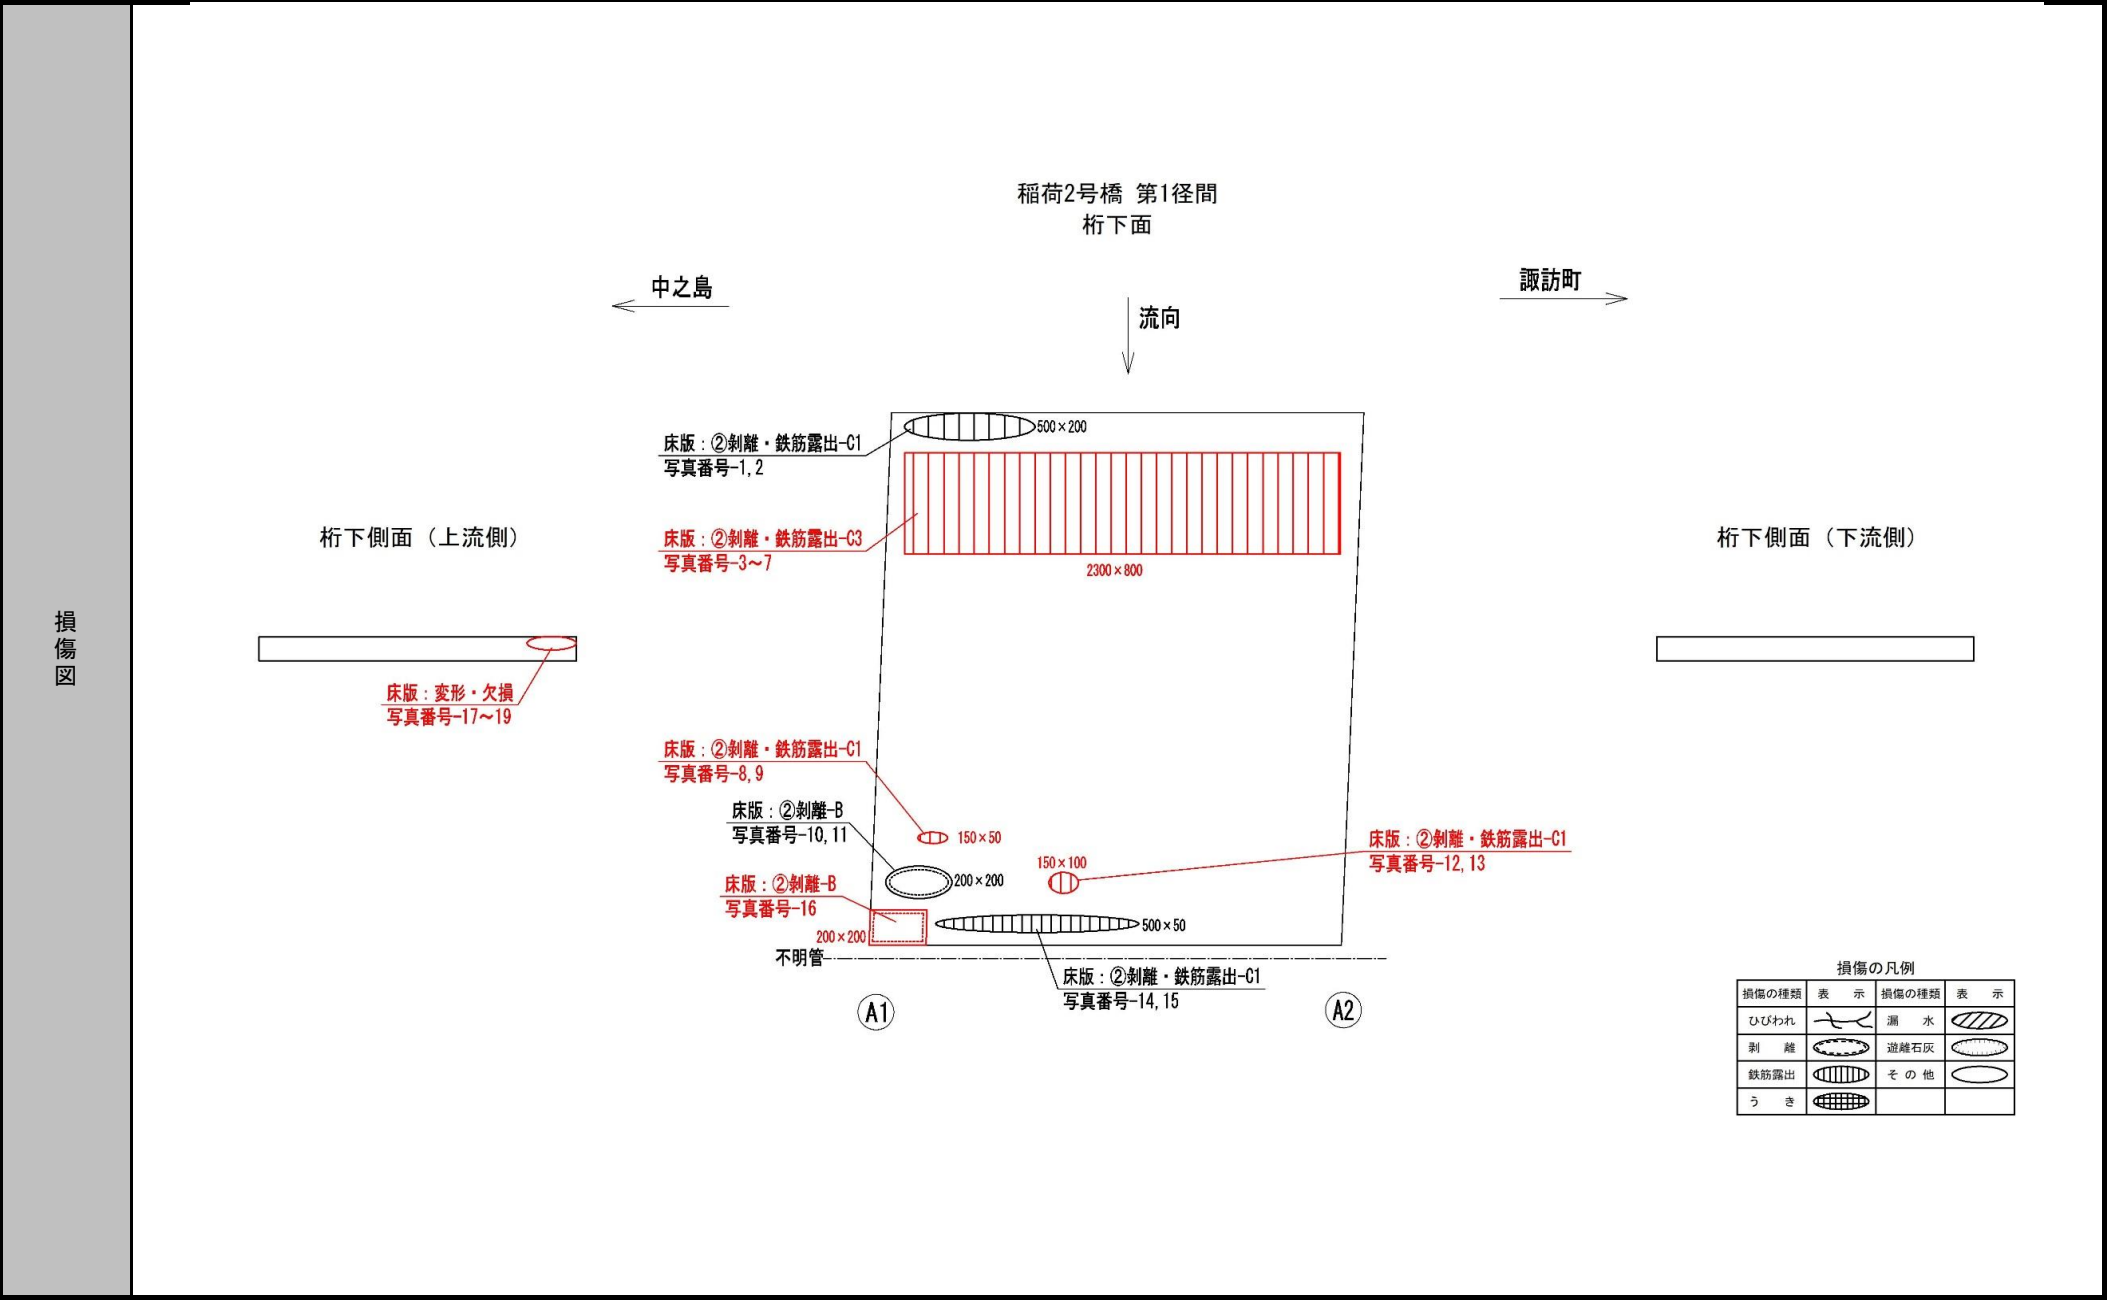 稲荷2号橋 第1径間
桁下面
中之島
諏訪町
流向
床版：②剝離・鉄筋露出-C1
写真番号-1,2
500×200
床版：②剝離・鉄筋露出-C3
写真番号-3～7
2300×800
桁下側面（上流側）
桁下側面（下流側）
損傷図
床版：変形・欠損
写真番号-17～19
床版：②剝離・鉄筋露出-C1
写真番号-8,9
150×50
床版：②剝離-B
写真番号-10,11
200×200
150×100
床版：②剝離・鉄筋露出-C1
写真番号-12,13
床版：②剝離-B
写真番号-16
200×200
500×50
不明管
床版：②剝離・鉄筋露出-C1
写真番号-14,15
A1
A2
損傷の凡例
損傷の種類 表 示 損傷の種類 表 示
ひびわれ 漏 水
剥 離 遊離石灰
鉄筋露出 その他
うき